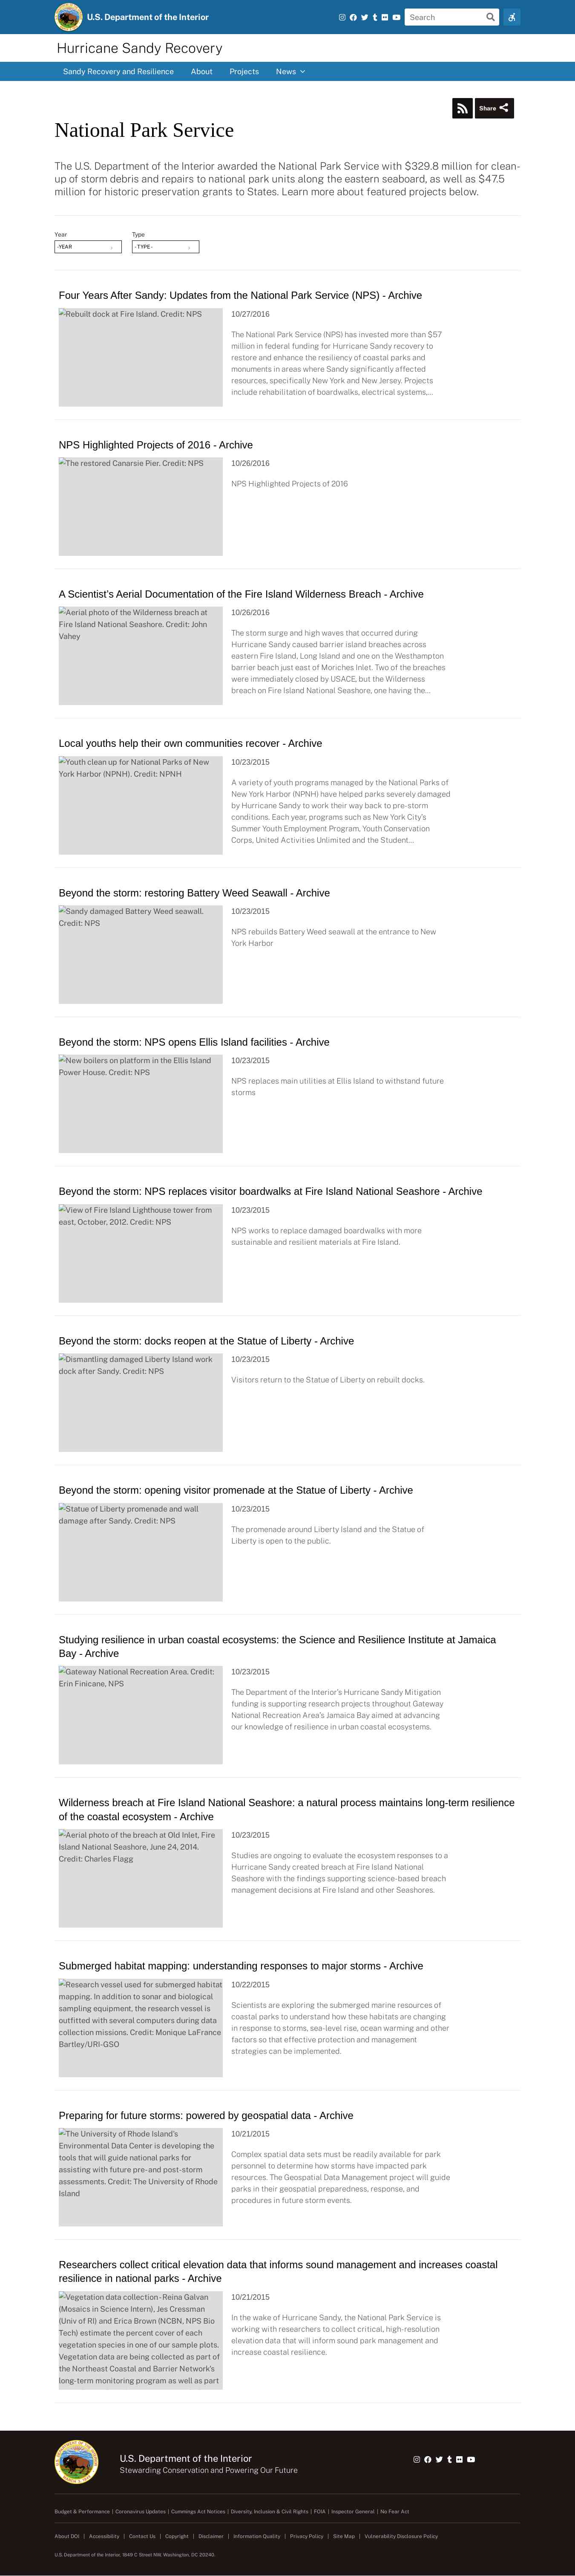 U.S. Department of the Interior
Search
Hurricane Sandy Recovery
Sandy Recovery and Resilience
About
Projects
News
Share
National Park Service
The U.S. Department of the Interior awarded the National Park Service with $329.8 million for clean-
up of storm debris and repairs to national park units along the eastern seaboard, as well as $47.5
million for historic preservation grants to States. Learn more about featured projects below.
Year
Type
-YEAR
- TYPE -
Four Years After Sandy: Updates from the National Park Service (NPS) - Archive
Rebuilt dock at Fire Island. Credit: NPS
10/27/2016
The National Park Service (NPS) has invested more than $57
million in federal funding for Hurricane Sandy recovery to
restore and enhance the resiliency of coastal parks and
monuments in areas where Sandy significantly affected
resources, specifically New York and New Jersey. Projects
include rehabilitation of boardwalks, electrical systems,...
NPS Highlighted Projects of 2016 - Archive
The restored Canarsie Pier. Credit: NPS
10/26/2016
NPS Highlighted Projects of 2016
A Scientist's Aerial Documentation of the Fire Island Wilderness Breach - Archive
Aerial photo of the Wilderness breach at
Fire Island National Seashore. Credit: John
Vahey
10/26/2016
The storm surge and high waves that occurred during
Hurricane Sandy caused barrier island breaches across
eastern Fire Island, Long Island and one on the Westhampton
barrier beach just east of Moriches Inlet. Two of the breaches
were immediately closed by USACE, but the Wilderness
breach on Fire Island National Seashore, one having the...
Local youths help their own communities recover - Archive
Youth clean up for National Parks of New
York Harbor (NPNH). Credit: NPNH
10/23/2015
A variety of youth programs managed by the National Parks of
New York Harbor (NPNH) have helped parks severely damaged
by Hurricane Sandy to work their way back to pre-storm
conditions. Each year, programs such as New York City's
Summer Youth Employment Program, Youth Conservation
Corps, United Activities Unlimited and the Student...
Beyond the storm: restoring Battery Weed Seawall - Archive
Sandy damaged Battery Weed seawall.
Credit: NPS
10/23/2015
NPS rebuilds Battery Weed seawall at the entrance to New
York Harbor
Beyond the storm: NPS opens Ellis Island facilities - Archive
New boilers on platform in the Ellis Island
Power House. Credit: NPS
10/23/2015
NPS replaces main utilities at Ellis Island to withstand future
storms
Beyond the storm: NPS replaces visitor boardwalks at Fire Island National Seashore - Archive
View of Fire Island Lighthouse tower from
east, October, 2012. Credit: NPS
10/23/2015
NPS works to replace damaged boardwalks with more
sustainable and resilient materials at Fire Island.
Beyond the storm: docks reopen at the Statue of Liberty - Archive
Dismantling damaged Liberty Island work
dock after Sandy. Credit: NPS
10/23/2015
Visitors return to the Statue of Liberty on rebuilt docks.
Beyond the storm: opening visitor promenade at the Statue of Liberty - Archive
Statue of Liberty promenade and wall
damage after Sandy. Credit: NPS
10/23/2015
The promenade around Liberty Island and the Statue of
Liberty is open to the public.
Studying resilience in urban coastal ecosystems: the Science and Resilience Institute at Jamaica
Bay - Archive
Gateway National Recreation Area. Credit:
Erin Finicane, NPS
10/23/2015
The Department of the Interior's Hurricane Sandy Mitigation
funding is supporting research projects throughout Gateway
National Recreation Area's Jamaica Bay aimed at advancing
our knowledge of resilience in urban coastal ecosystems.
Wilderness breach at Fire Island National Seashore: a natural process maintains long-term resilience
of the coastal ecosystem - Archive
Aerial photo of the breach at Old Inlet, Fire
Island National Seashore, June 24, 2014.
Credit: Charles Flagg
10/23/2015
Studies are ongoing to evaluate the ecosystem responses to a
Hurricane Sandy created breach at Fire Island National
Seashore with the findings supporting science-based breach
management decisions at Fire Island and other Seashores.
Submerged habitat mapping: understanding responses to major storms - Archive
Research vessel used for submerged habitat
mapping. In addition to sonar and biological
sampling equipment, the research vessel is
outfitted with several computers during data
collection missions. Credit: Monique LaFrance
Bartley/URI-GSO
10/22/2015
Scientists are exploring the submerged marine resources of
coastal parks to understand how these habitats are changing
in response to storms, sea-level rise, ocean warming and other
factors so that effective protection and management
strategies can be implemented.
Preparing for future storms: powered by geospatial data - Archive
The University of Rhode Island's
Environmental Data Center is developing the
tools that will guide national parks for
assisting with future pre-and post-storm
assessments. Credit: The University of Rhode
Island
10/21/2015
Complex spatial data sets must be readily available for park
personnel to determine how storms have impacted park
resources. The Geospatial Data Management project will guide
parks in their geospatial preparedness, response, and
procedures in future storm events.
Researchers collect critical elevation data that informs sound management and increases coastal
resilience in national parks - Archive
Vegetation data collection - Reina Galvan
(Mosaics in Science Intern), Jes Cressman
(Univ of RI) and Erica Brown (NCBN, NPS Bio
Tech) estimate the percent cover of each
vegetation species in one of our sample plots.
Vegetation data are being collected as part of
the Northeast Coastal and Barrier Network's
long-term monitoring program as well as part
10/21/2015
In the wake of Hurricane Sandy, the National Park Service is
working with researchers to collect critical, high-resolution
elevation data that will inform sound park management and
increase coastal resilience.
U.S. Department of the Interior
Stewarding Conservation and Powering Our Future
Budget & Performance | Coronavirus Updates | Cummings Act Notices | Diversity, Inclusion & Civil Rights | FOIA | Inspector General | No Fear Act
About DOI | Accessibility | Contact Us | Copyright | Disclaimer | Information Quality | Privacy Policy | Site Map | Vulnerability Disclosure Policy
U.S. Department of the Interior, 1849 C Street NW, Washington, DC 20240.